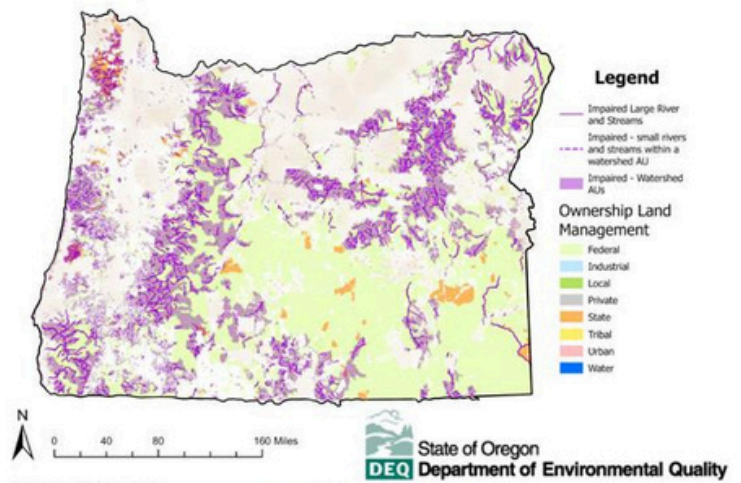 Legend
Impaired Large River
and Streams
Impaired - small rivers
and streams within a
watershed AU
Impaired - Watershed
AUs
Ownership Land
Management
Federal
Industrial
Local
Private
State
Tribal
Urban
Water
N
0 40 80 160 Miles
State of Oregon
DEQ Department of Environmental Quality